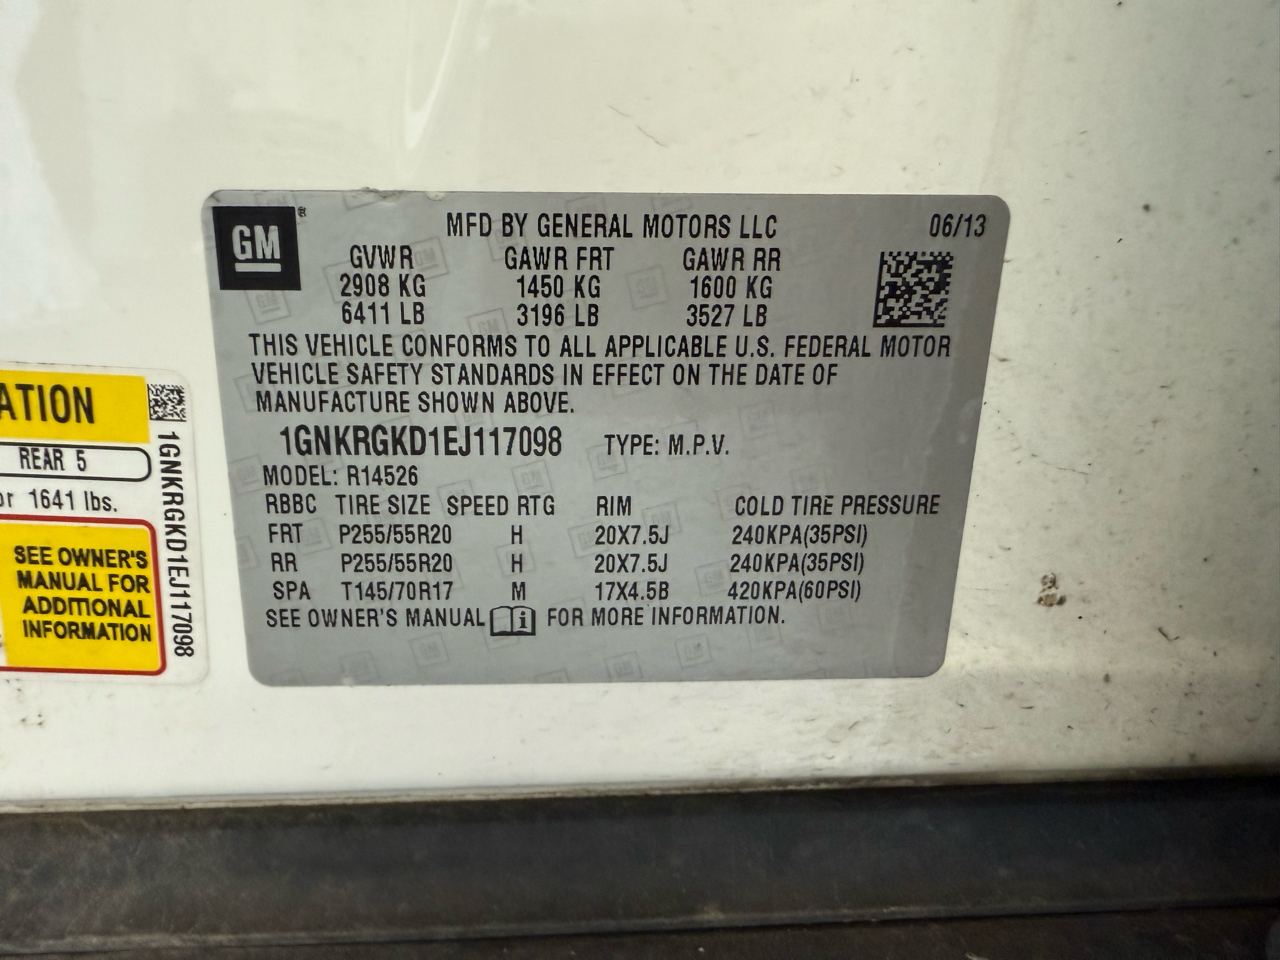 GM ®
MFD BY GENERAL MOTORS LLC 06/13
GVWR GAWR FRT GAWR RR
2908 KG 1450 KG 1600 KG
6411 LB 3196 LB 3527 LB
THIS VEHICLE CONFORMS TO ALL APPLICABLE U.S. FEDERAL MOTOR
VEHICLE SAFETY STANDARDS IN EFFECT ON THE DATE OF
MANUFACTURE SHOWN ABOVE.
1GNKRGKD1EJ117098 TYPE: M.P.V.
MODEL: R14526
RBBC TIRE SIZE SPEED RTG RIM COLD TIRE PRESSURE
FRT P255/55R20 H 20X7.5J 240KPA(35PSI)
RR P255/55R20 H 20X7.5J 240KPA(35PSI)
SPA T145/70R17 M 17X4.5B 420KPA(60PSI)
SEE OWNER'S MANUAL i FOR MORE INFORMATION.
ATION
REAR 5
or 1641 lbs.
SEE OWNER'S
MANUAL FOR
ADDITIONAL
INFORMATION
1GNKRGKD1EJ117098